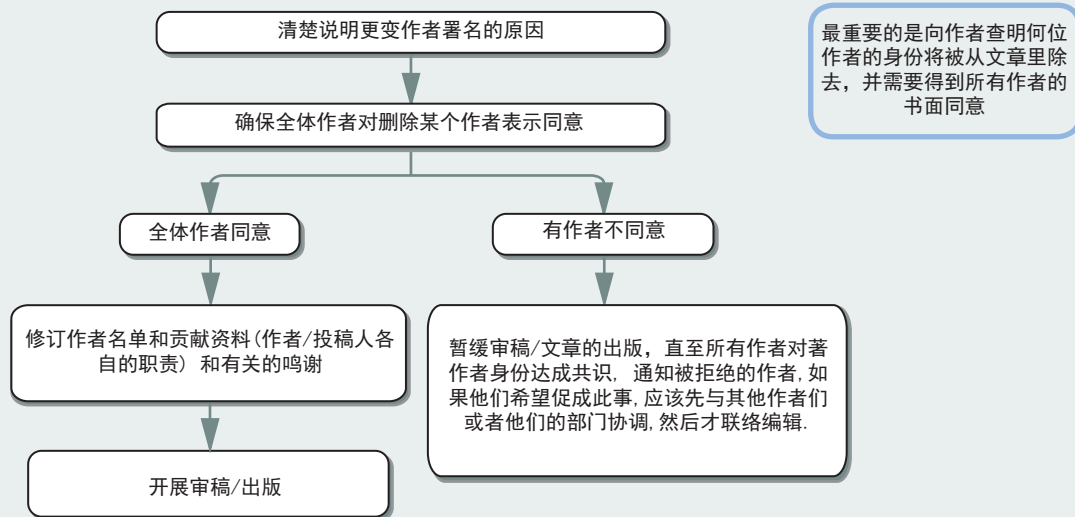 清楚说明更变作者署名的原因
最重要的是向作者查明何位
作者的身份将被从文章里除
去，并需要得到所有作者的
书面同意
确保全体作者对删除某个作者表示同意
全体作者同意
有作者不同意
修订作者名单和贡献资料(作者/投稿人各
自的职责) 和有关的鸣谢
暂缓审稿/文章的出版，直至所有作者对著
作者身份达成共识, 通知被拒绝的作者,如
果他们希望促成此事,应该先与其他作者们
或者他们的部门协调,然后才联络编辑.
开展审稿/出版